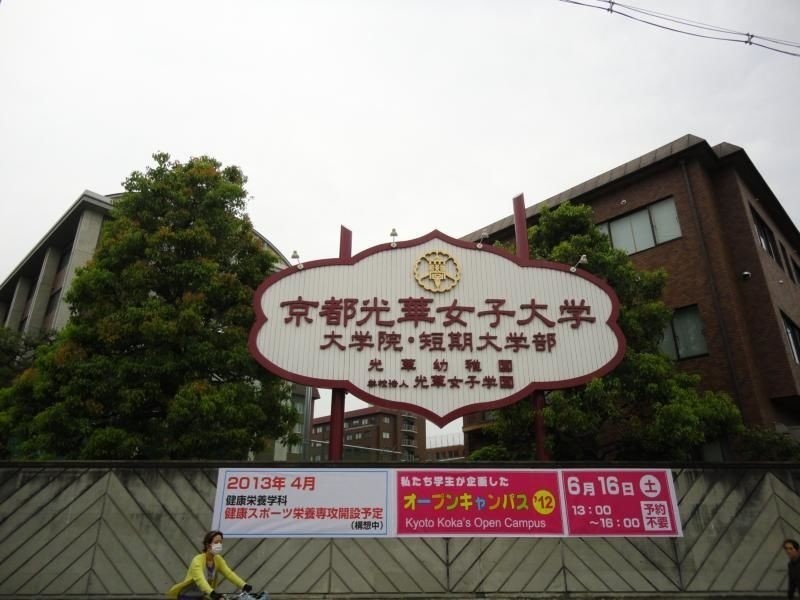 京都光華女子大学
大学院・短期大学部
光華幼稚園
学校法人 光華女子学園
2013年 4月
健康栄養学科
健康スポーツ栄養専攻開設予定
(構想中)
私たち学生が企画した
オープンキャンパス '12
Kyoto Koka's Open Campus
6月16日 土
13:00
~16:00
予約
不要